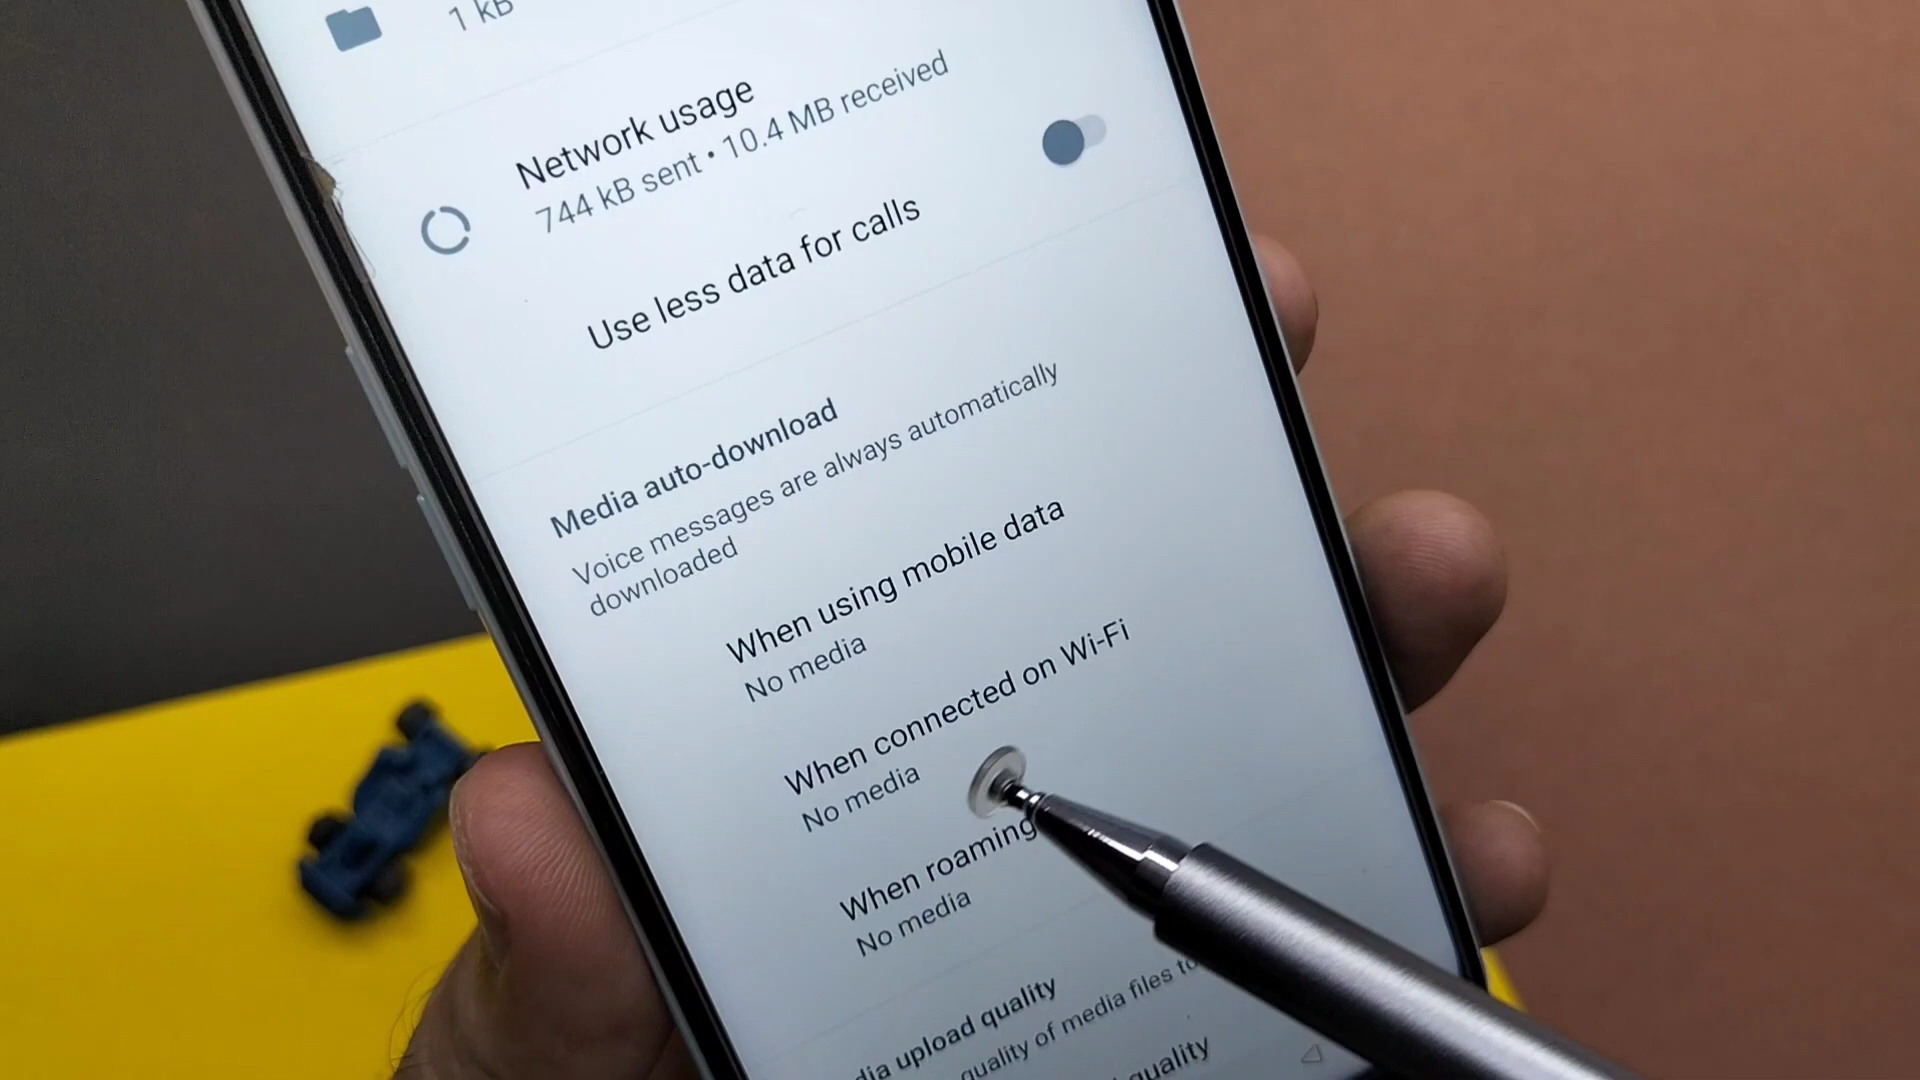 1 kB
Network usage
744 kB sent • 10.4 MB received
Use less data for calls
Media auto-download
Voice messages are always automatically
downloaded
When using mobile data
No media
When connected on Wi-Fi
No media
When roaming
No media
upload quality
quality of media files to
quality